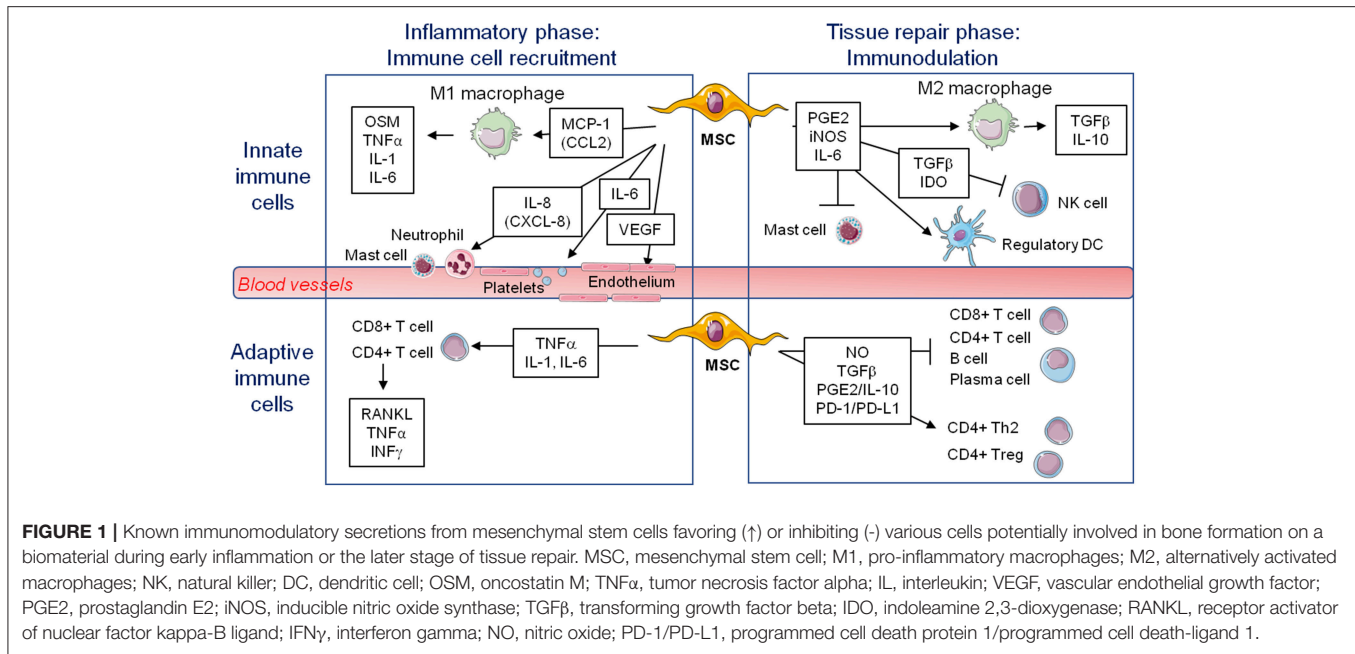 Inflammatory phase:
Immune cell recruitment
Tissue repair phase:
Immunodulation
Innate
immune
cells
M1 macrophage
OSM
TNFα
IL-1
IL-6
MCP-1
(CCL2)
MSC
IL-8
(CXCL-8)
IL-6
VEGF
Neutrophil
Mast cell
Platelets
Endothelium
Blood vessels
M2 macrophage
PGE2
iNOS
IL-6
TGFβ
IL-10
TGFβ
IDO
NK cell
Mast cell
Regulatory DC
Adaptive
immune
cells
CD8+ T cell
CD4+ T cell
TNFα
IL-1, IL-6
MSC
RANKL
TNFα
INFγ
NO
TGFβ
PGE2/IL-10
PD-1/PD-L1
CD8+ T cell
CD4+ T cell
B cell
Plasma cell
CD4+ Th2
CD4+ Treg
FIGURE 1 | Known immunomodulatory secretions from mesenchymal stem cells favoring (↑) or inhibiting (-) various cells potentially involved in bone formation on a
biomaterial during early inflammation or the later stage of tissue repair. MSC, mesenchymal stem cell; M1, pro-inflammatory macrophages; M2, alternatively activated
macrophages; NK, natural killer; DC, dendritic cell; OSM, oncostatin M; TNFα, tumor necrosis factor alpha; IL, interleukin; VEGF, vascular endothelial growth factor;
PGE2, prostaglandin E2; iNOS, inducible nitric oxide synthase; TGFβ, transforming growth factor beta; IDO, indoleamine 2,3-dioxygenase; RANKL, receptor activator
of nuclear factor kappa-B ligand; IFNγ, interferon gamma; NO, nitric oxide; PD-1/PD-L1, programmed cell death protein 1/programmed cell death-ligand 1.